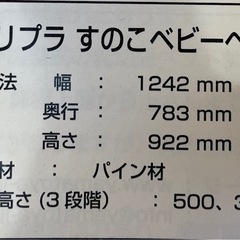 リプラ すのこベビーベ
法 幅 : 1242 mm
奥行 : 783 mm
高さ : 922 mm
材 : パイン材
高さ (3 段階) : 500、3